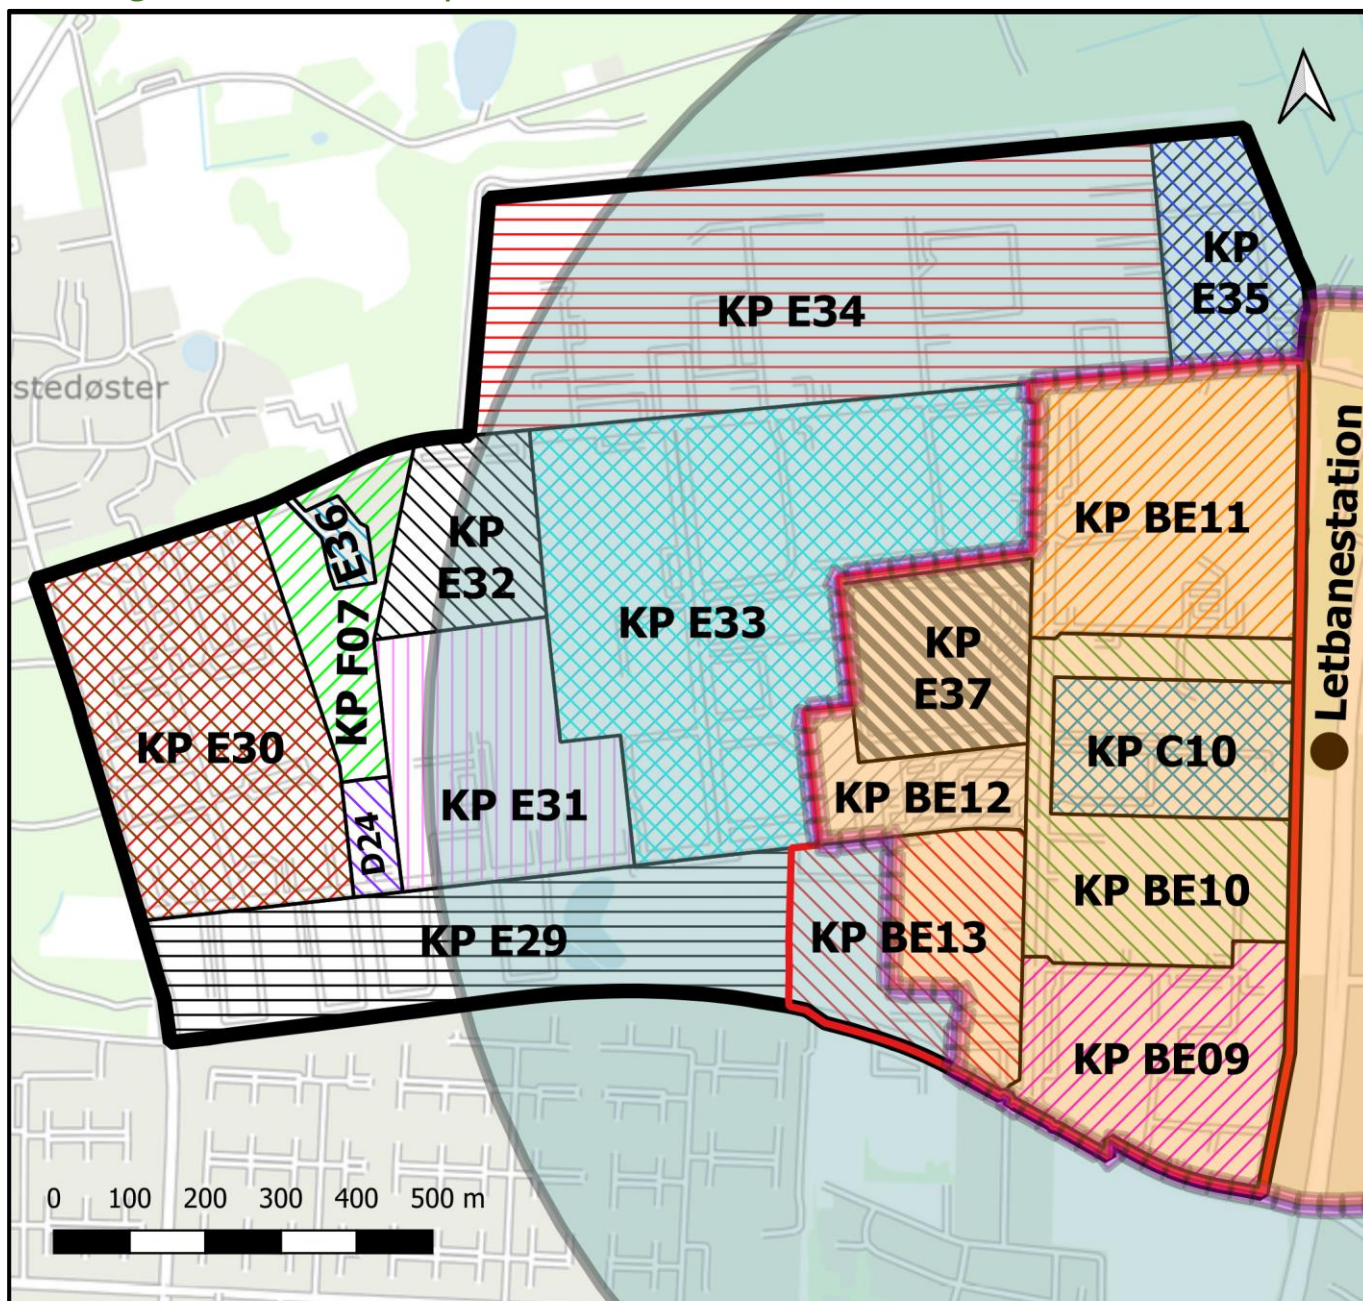 KP
E35
KP E34
stedøster
Letbanestation
KP BE11
E36
KP
E32
KP F07
KP E33
KP
E37
KP E30
KP C10
KP E31
KP BE12
D24
KP BE10
KP E29
KP BE13
KP BE09
0 100 200 300 400 500 m